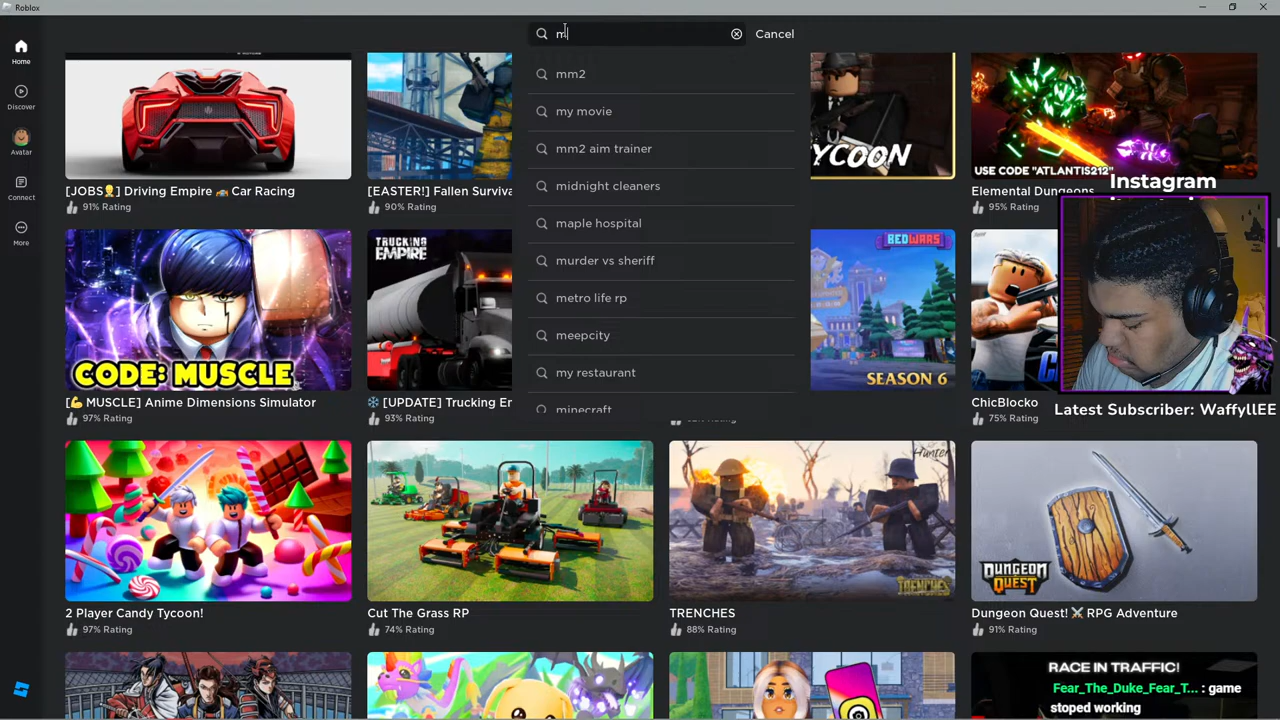 Roblox
m
Cancel
Home
Discover
Avatar
Connect
More
mm2
my movie
mm2 aim trainer
midnight cleaners
maple hospital
murder vs sheriff
metro life rp
meepcity
my restaurant
minecraft
[JOBS] Driving Empire Car Racing
91% Rating
[EASTER!] Fallen Surviva
90% Rating
YCOON
USE CODE "ATLANTIS212"
Elemental Dungeons
95% Rating
Instagram
CODE: MUSCLE
[MUSCLE] Anime Dimensions Simulator
97% Rating
TRUCKING
EMPIRE
[UPDATE] Trucking Em
93% Rating
BEDWARS
SEASON 6
ChicBlocko
75% Rating
Latest Subscriber: WaffyllEE
2 Player Candy Tycoon!
97% Rating
Cut The Grass RP
74% Rating
Hunter
TRENCHES
TRENCHES
88% Rating
DUNGEON
QUEST
Dungeon Quest! RPG Adventure
91% Rating
RACE IN TRAFFIC!
Fear_The_Duke_Fear_T... : game
stoped working